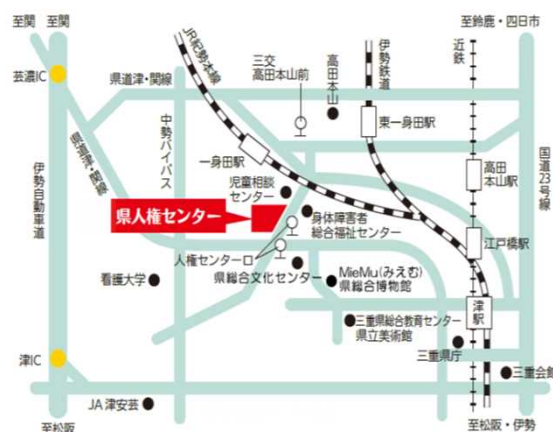 至関
至関
至鈴鹿・四日市
芸濃IC
JR紀勢本線
三交
高田本山前
高田本山
伊勢鉄道
近鉄
県道津・関線
県道津・関線
中勢バイパス
東一身田駅
一身田駅
高田
本山駅
国道23号線
伊勢自動車道
児童相談
センター
県人権センター
身体障害者
総合福祉センター
江戸橋駅
人権センター口
県総合文化センター
看護大学
MieMu(みえむ)
県総合博物館
津駅
三重県総合教育センター
県立美術館
三重県庁
津IC
三重会館
JA津安芸
至松阪
至松阪・伊勢